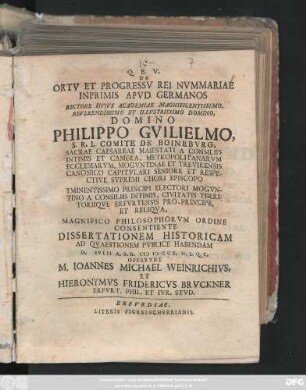 Q. B. V.
DE
ORTV ET PROGRESSV REI NVMMARIAE
INPRIMIS APVD GERMANOS
RECTORE EIVSV ACADEMIAE MAGNIFICENTISSIMO,
REVERENDISSIMO ET ILLVSTRISSIMO DOMINO,
DOMINO
PHILIPPO GVILIELMO,
S. R. I. COMITE DE BOINEBVRG,
SACRAE CAESAREAE MAIESTATI A CONSILIIS
INTIMIS ET CAMERA, METROPOLITANARVM
ECCLESIARVM, MOGVNTINAE ET TREVIRENSIS
CANONICO CAPITVLARI SENIORE ET RESPE-
CTIVE SVPREMI CHORI EPISCOPO
EMINENTISSIMO PRINCIPI ELECTORI MOGVN-
TINO A CONSILIIS INTIMIS, CIVITATIS TERRI-
TORIIQVE ERFVRTENSIS PRO-PRINCIPE,
ET RELIQVA,
MAGNIFICO PHILOSOPHORVM ORDINE
CONSENTIENTE
DISSERTATIONEM HISTORICAM
AD QVAESTIONEM PVBLICE HABENDAM
IVLII A. O. R.
OFFERVNT
M. IOANNES MICHAEL WEINRICHIVS,
ET
HIERONYMVS FRIDERICVS BRVCKNER
ERFVRT. PHIL. ET IVR. STVD.
ERFVRDIAE,
LITERIS